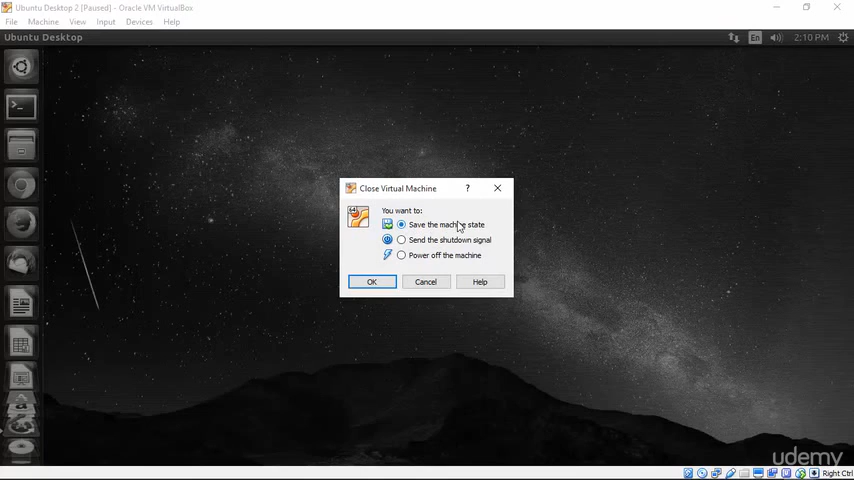 Ubuntu Desktop 2 [Paused] - Oracle VM VirtualBox
File Machine View Input Devices Help
Ubuntu Desktop En 2:10 PM
Close Virtual Machine ?
You want to:
64
Save the machine state
Send the shutdown signal
Power off the machine
OK Cancel Help
udemy
Right Ctrl